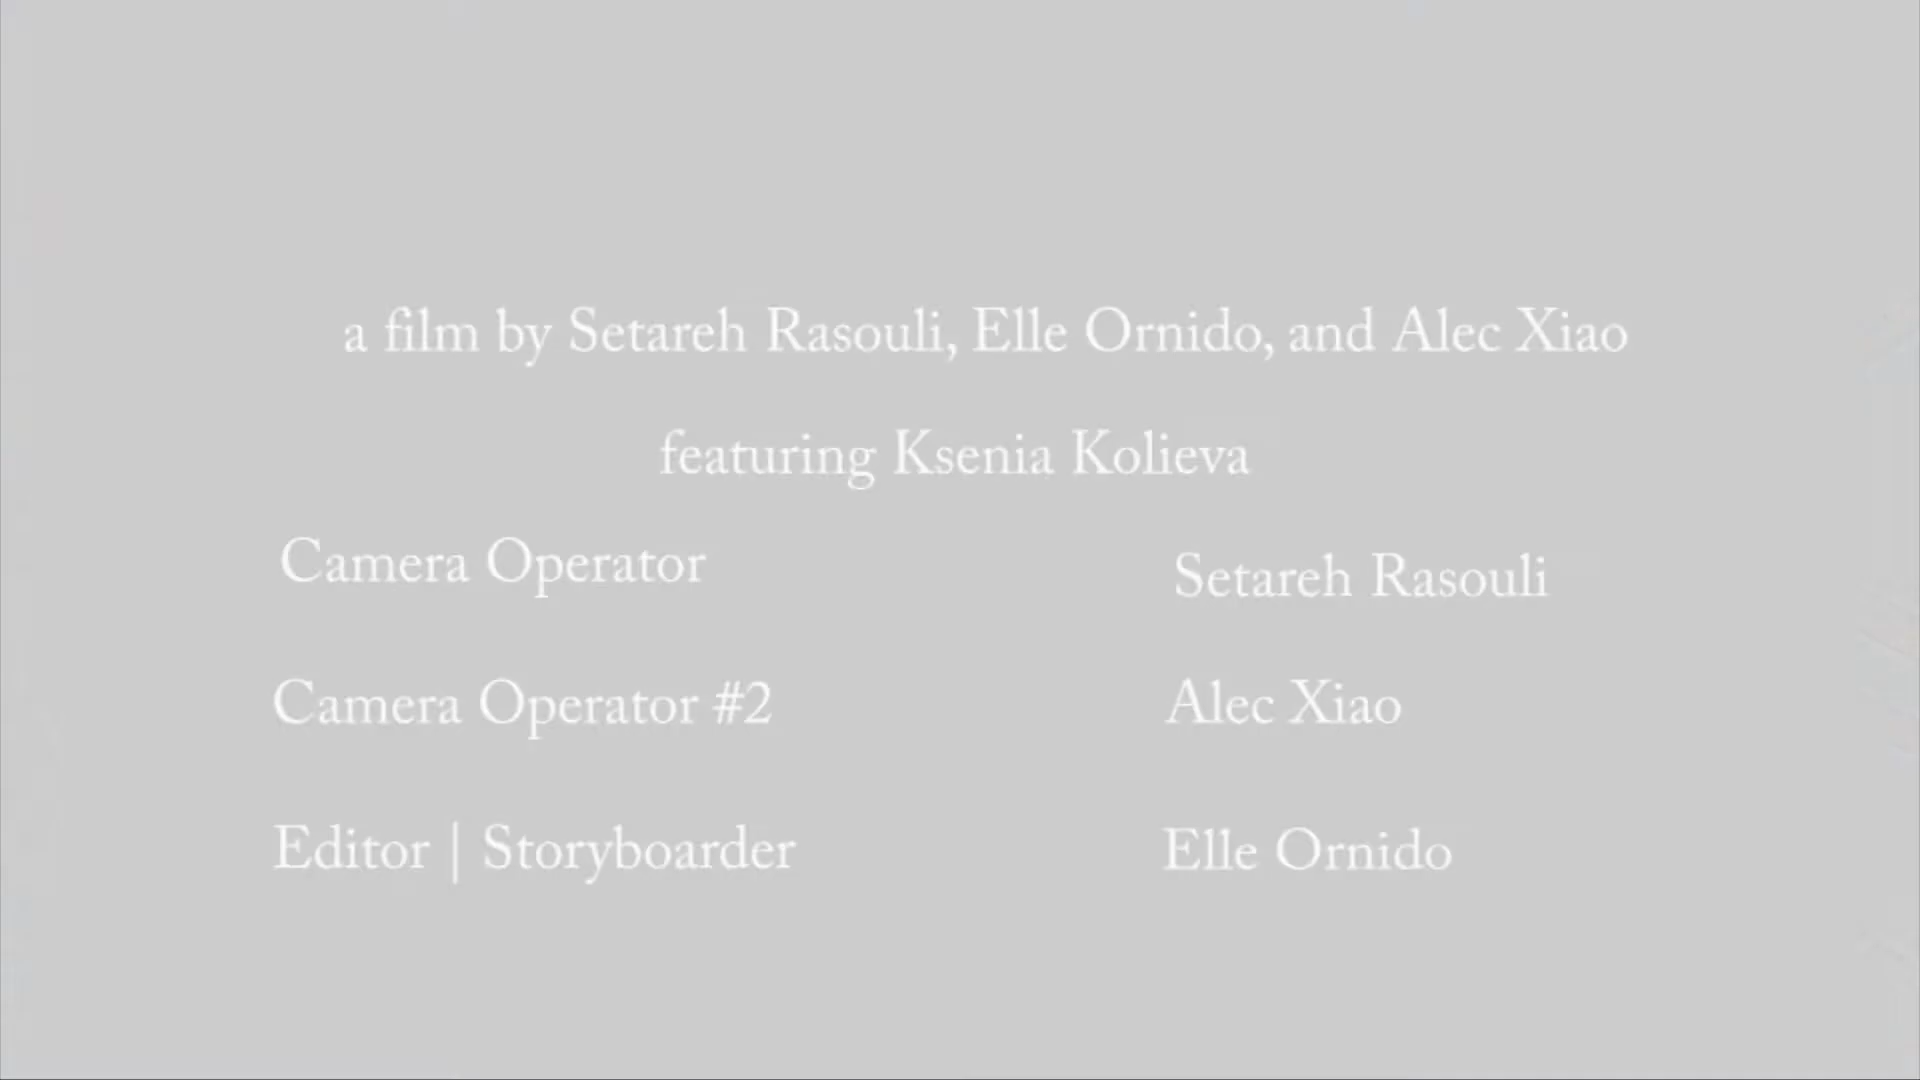 a film by Setareh Rasouli, Elle Ornido, and Alec Xiao
featuring Ksenia Kolieva
Camera Operator Setareh Rasouli
Camera Operator #2 Alec Xiao
Editor | Storyboarder Elle Ornido